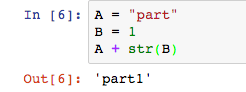 In [6]: A = "part"
B = 1
A + str(B)
Out[6]: 'part1'